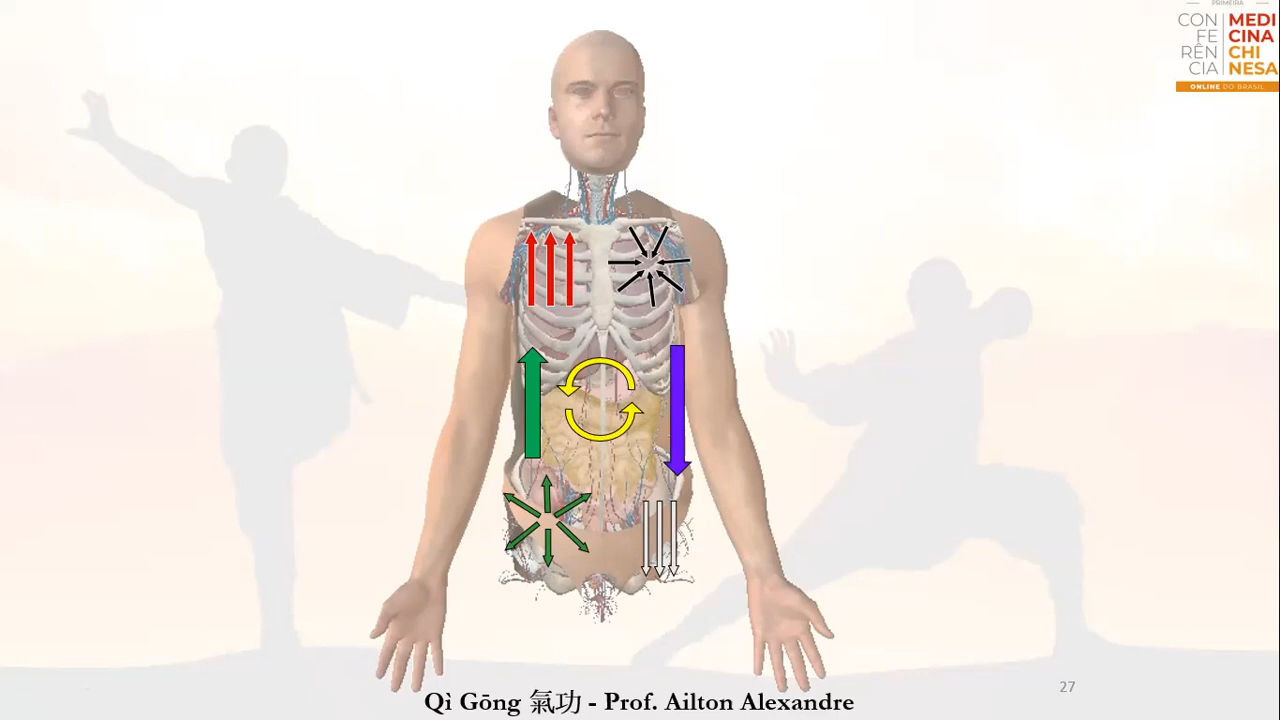 PRIMEIRA
CON MEDI
FE CINA
RÊN CHI
CIA NESA
ONLINE DO BRASIL
27
Qì Gōng 氣功 - Prof. Ailton Alexandre